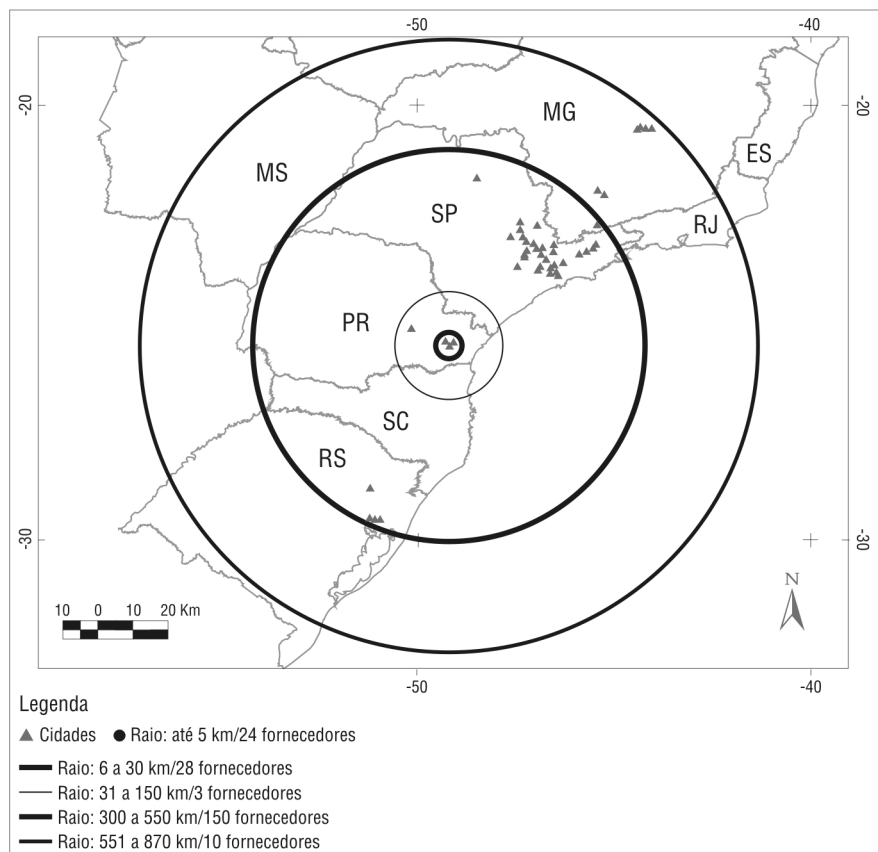 -50
-40
-20
-20
MG
MS
ES
SP
RJ
PR
SC
RS
-30
-30
N
10 0 10 20 Km
-50
-40
Legenda
Cidades Raio: até 5 km/24 fornecedores
Raio: 6 a 30 km/28 fornecedores
Raio: 31 a 150 km/3 fornecedores
Raio: 300 a 550 km/150 fornecedores
Raio: 551 a 870 km/10 fornecedores